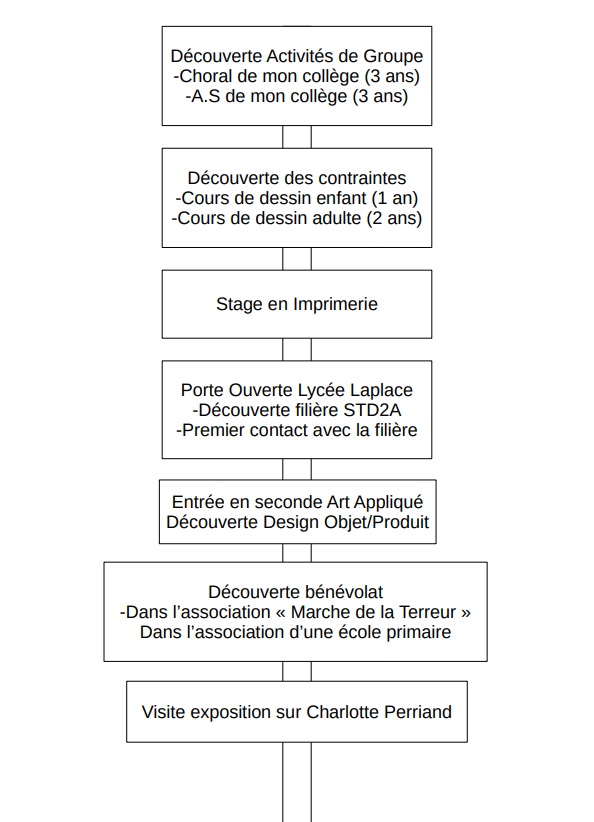 Découverte Activités de Groupe
-Choral de mon collège (3 ans)
-A.S de mon collège (3 ans)
Découverte des contraintes
-Cours de dessin enfant (1 an)
-Cours de dessin adulte (2 ans)
Stage en Imprimerie
Porte Ouverte Lycée Laplace
-Découverte filière STD2A
-Premier contact avec la filière
Entrée en seconde Art Appliqué
Découverte Design Objet/Produit
Découverte bénévolat
-Dans l’association « Marche de la Terreur »
Dans l’association d’une école primaire
Visite exposition sur Charlotte Perriand